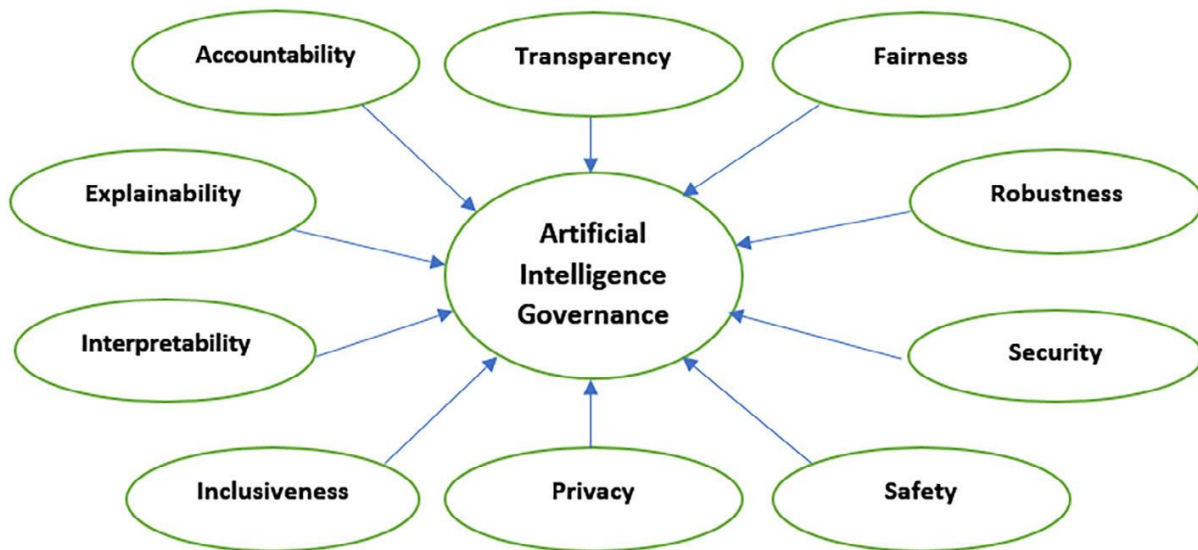 Accountability
Transparency
Fairness
Explainability
Robustness
Artificial
Intelligence
Governance
Interpretability
Security
Inclusiveness
Privacy
Safety